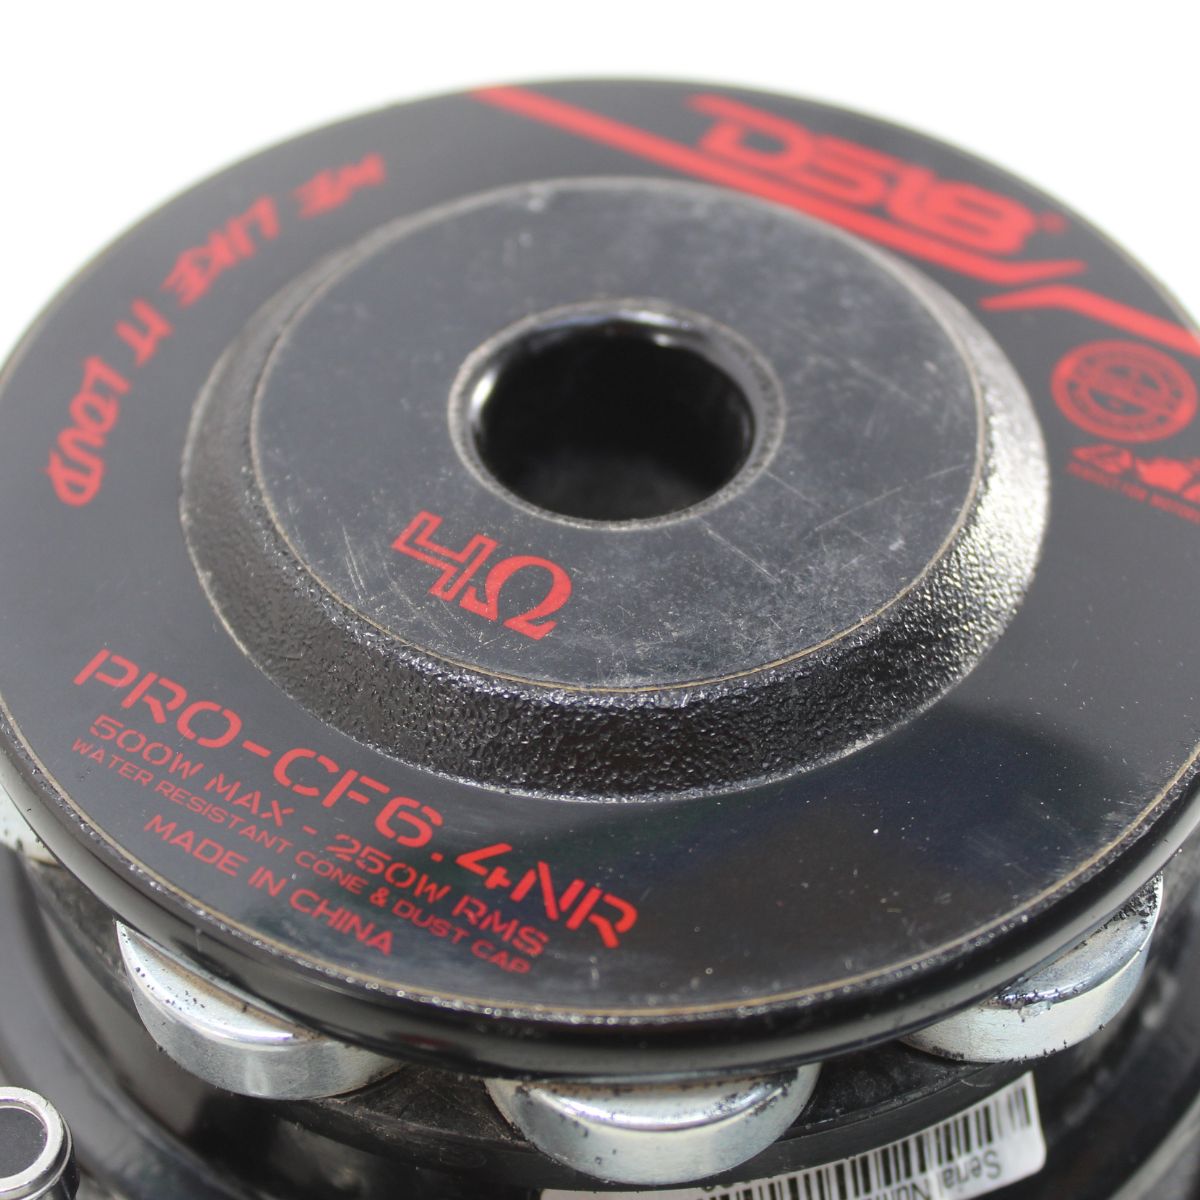 DS18®
WE LIKE IT LOUD
4Ω
PRO-CF6.4NR
500W MAX - 250W RMS
WATER RESISTANT CONE & DUST CAP
MADE IN CHINA